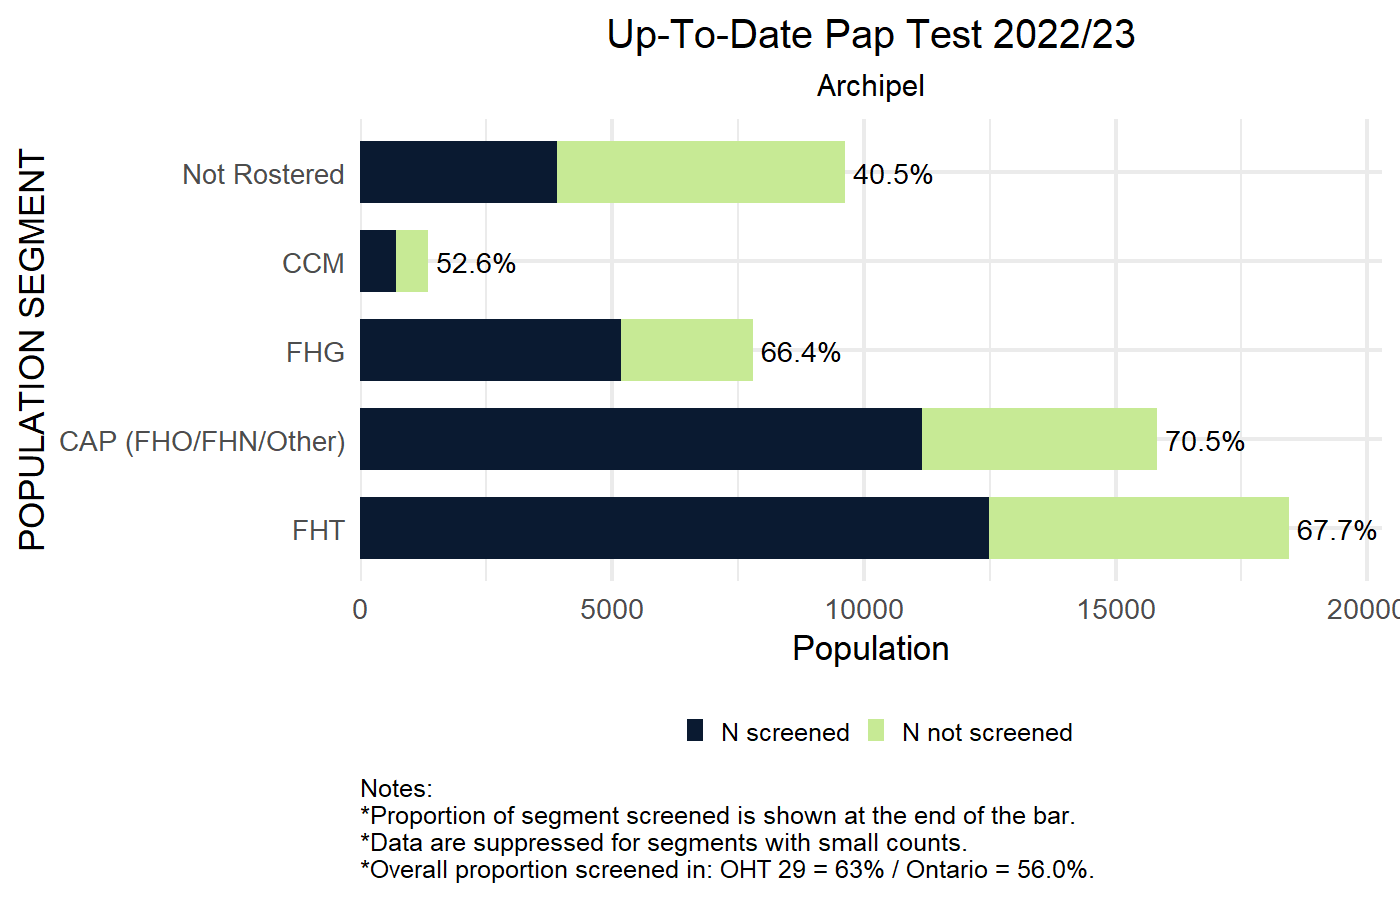 Up-To-Date Pap Test 2022/23
Archipel
POPULATION SEGMENT
Not Rostered
40.5%
CCM
52.6%
FHG
66.4%
CAP (FHO/FHN/Other)
70.5%
FHT
67.7%
0 5000 10000 15000 20000
Population
N screened N not screened
Notes:
*Proportion of segment screened is shown at the end of the bar.
*Data are suppressed for segments with small counts.
*Overall proportion screened in: OHT 29 = 63% / Ontario = 56.0%.